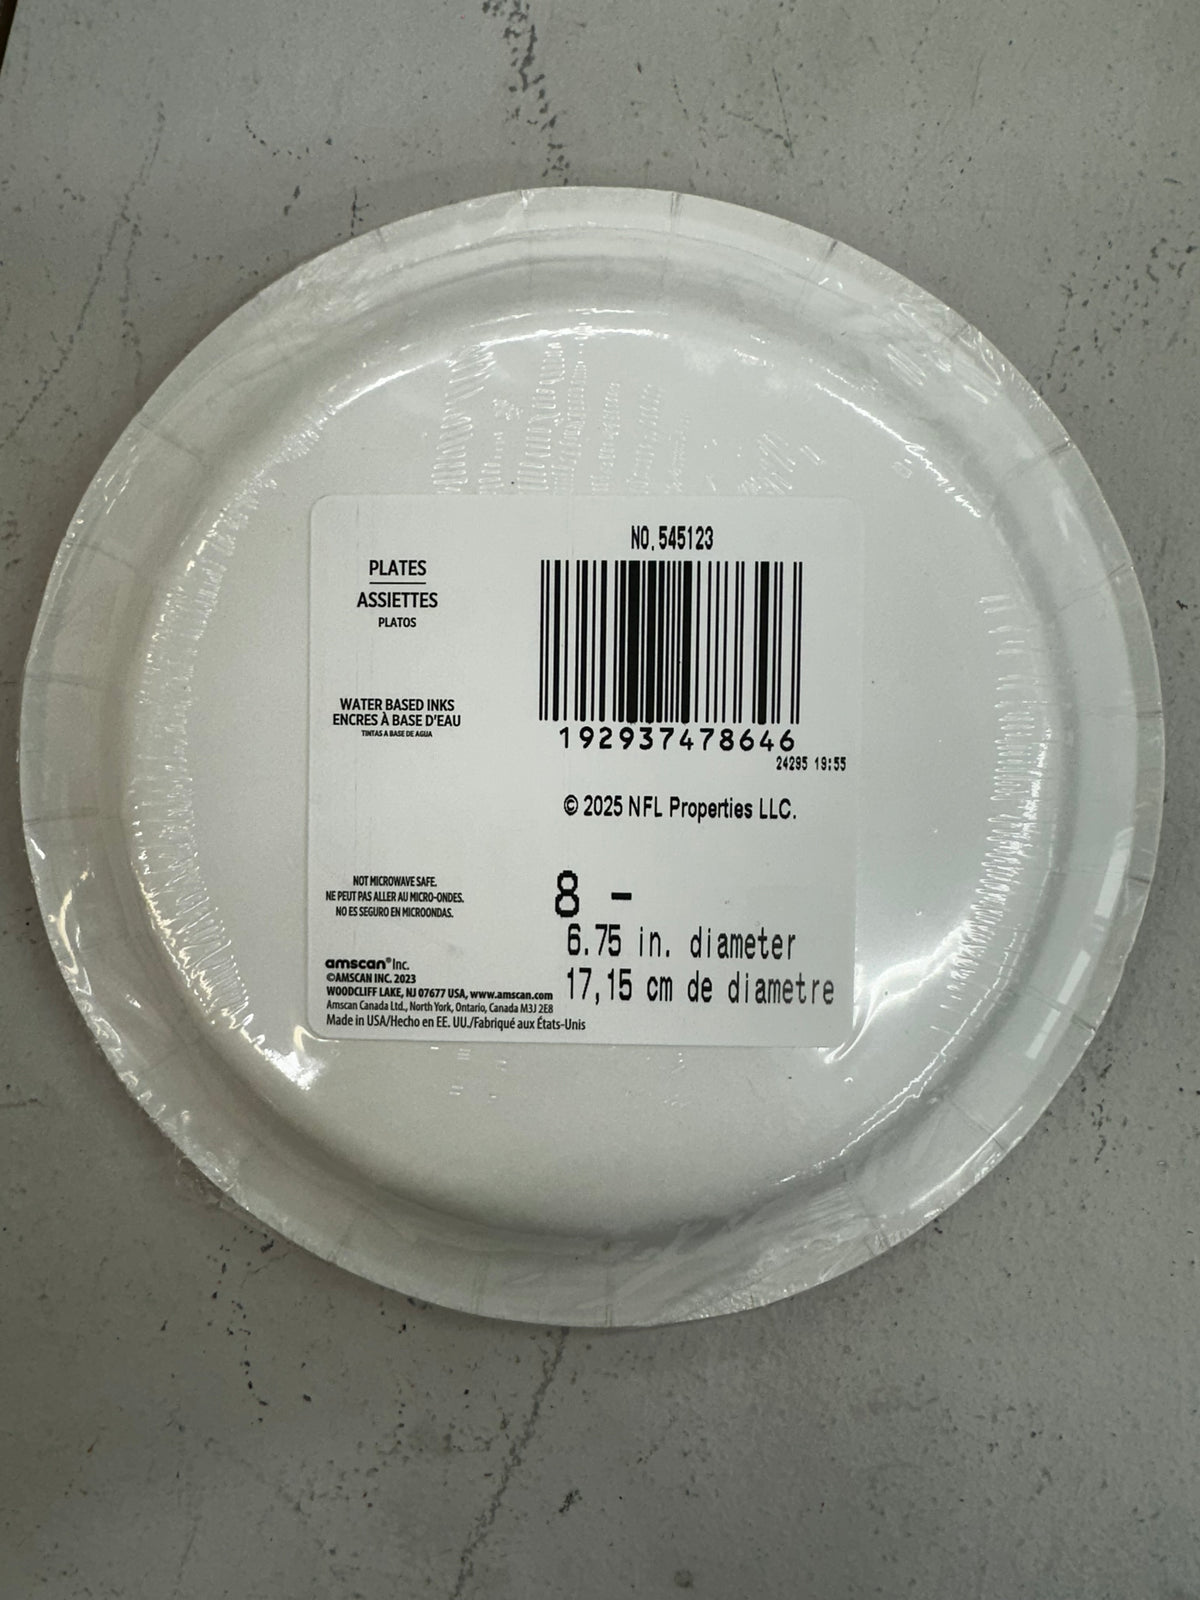 NO. 545123
PLATES
ASSIETTES
PLATOS
WATER BASED INKS
ENCRES À BASE D'EAU
TINTAS A BASE DE AGUA
192937478646
24295 19:55
© 2025 NFL Properties LLC.
NOT MICROWAVE SAFE.
NE PEUT PAS ALLER AU MICRO-ONDES.
NO ES SEGURO EN MICROONDAS.
8 -
6.75 in. diameter
17,15 cm de diametre
amscan® Inc.
©AMSCAN INC. 2023
WOODCLIFF LAKE, NJ 07677 USA, www.amscan.com
Amscan Canada Ltd., North York, Ontario, Canada M3J 2E8
Made in USA/Hecho en EE. UU./Fabriqué aux États-Unis